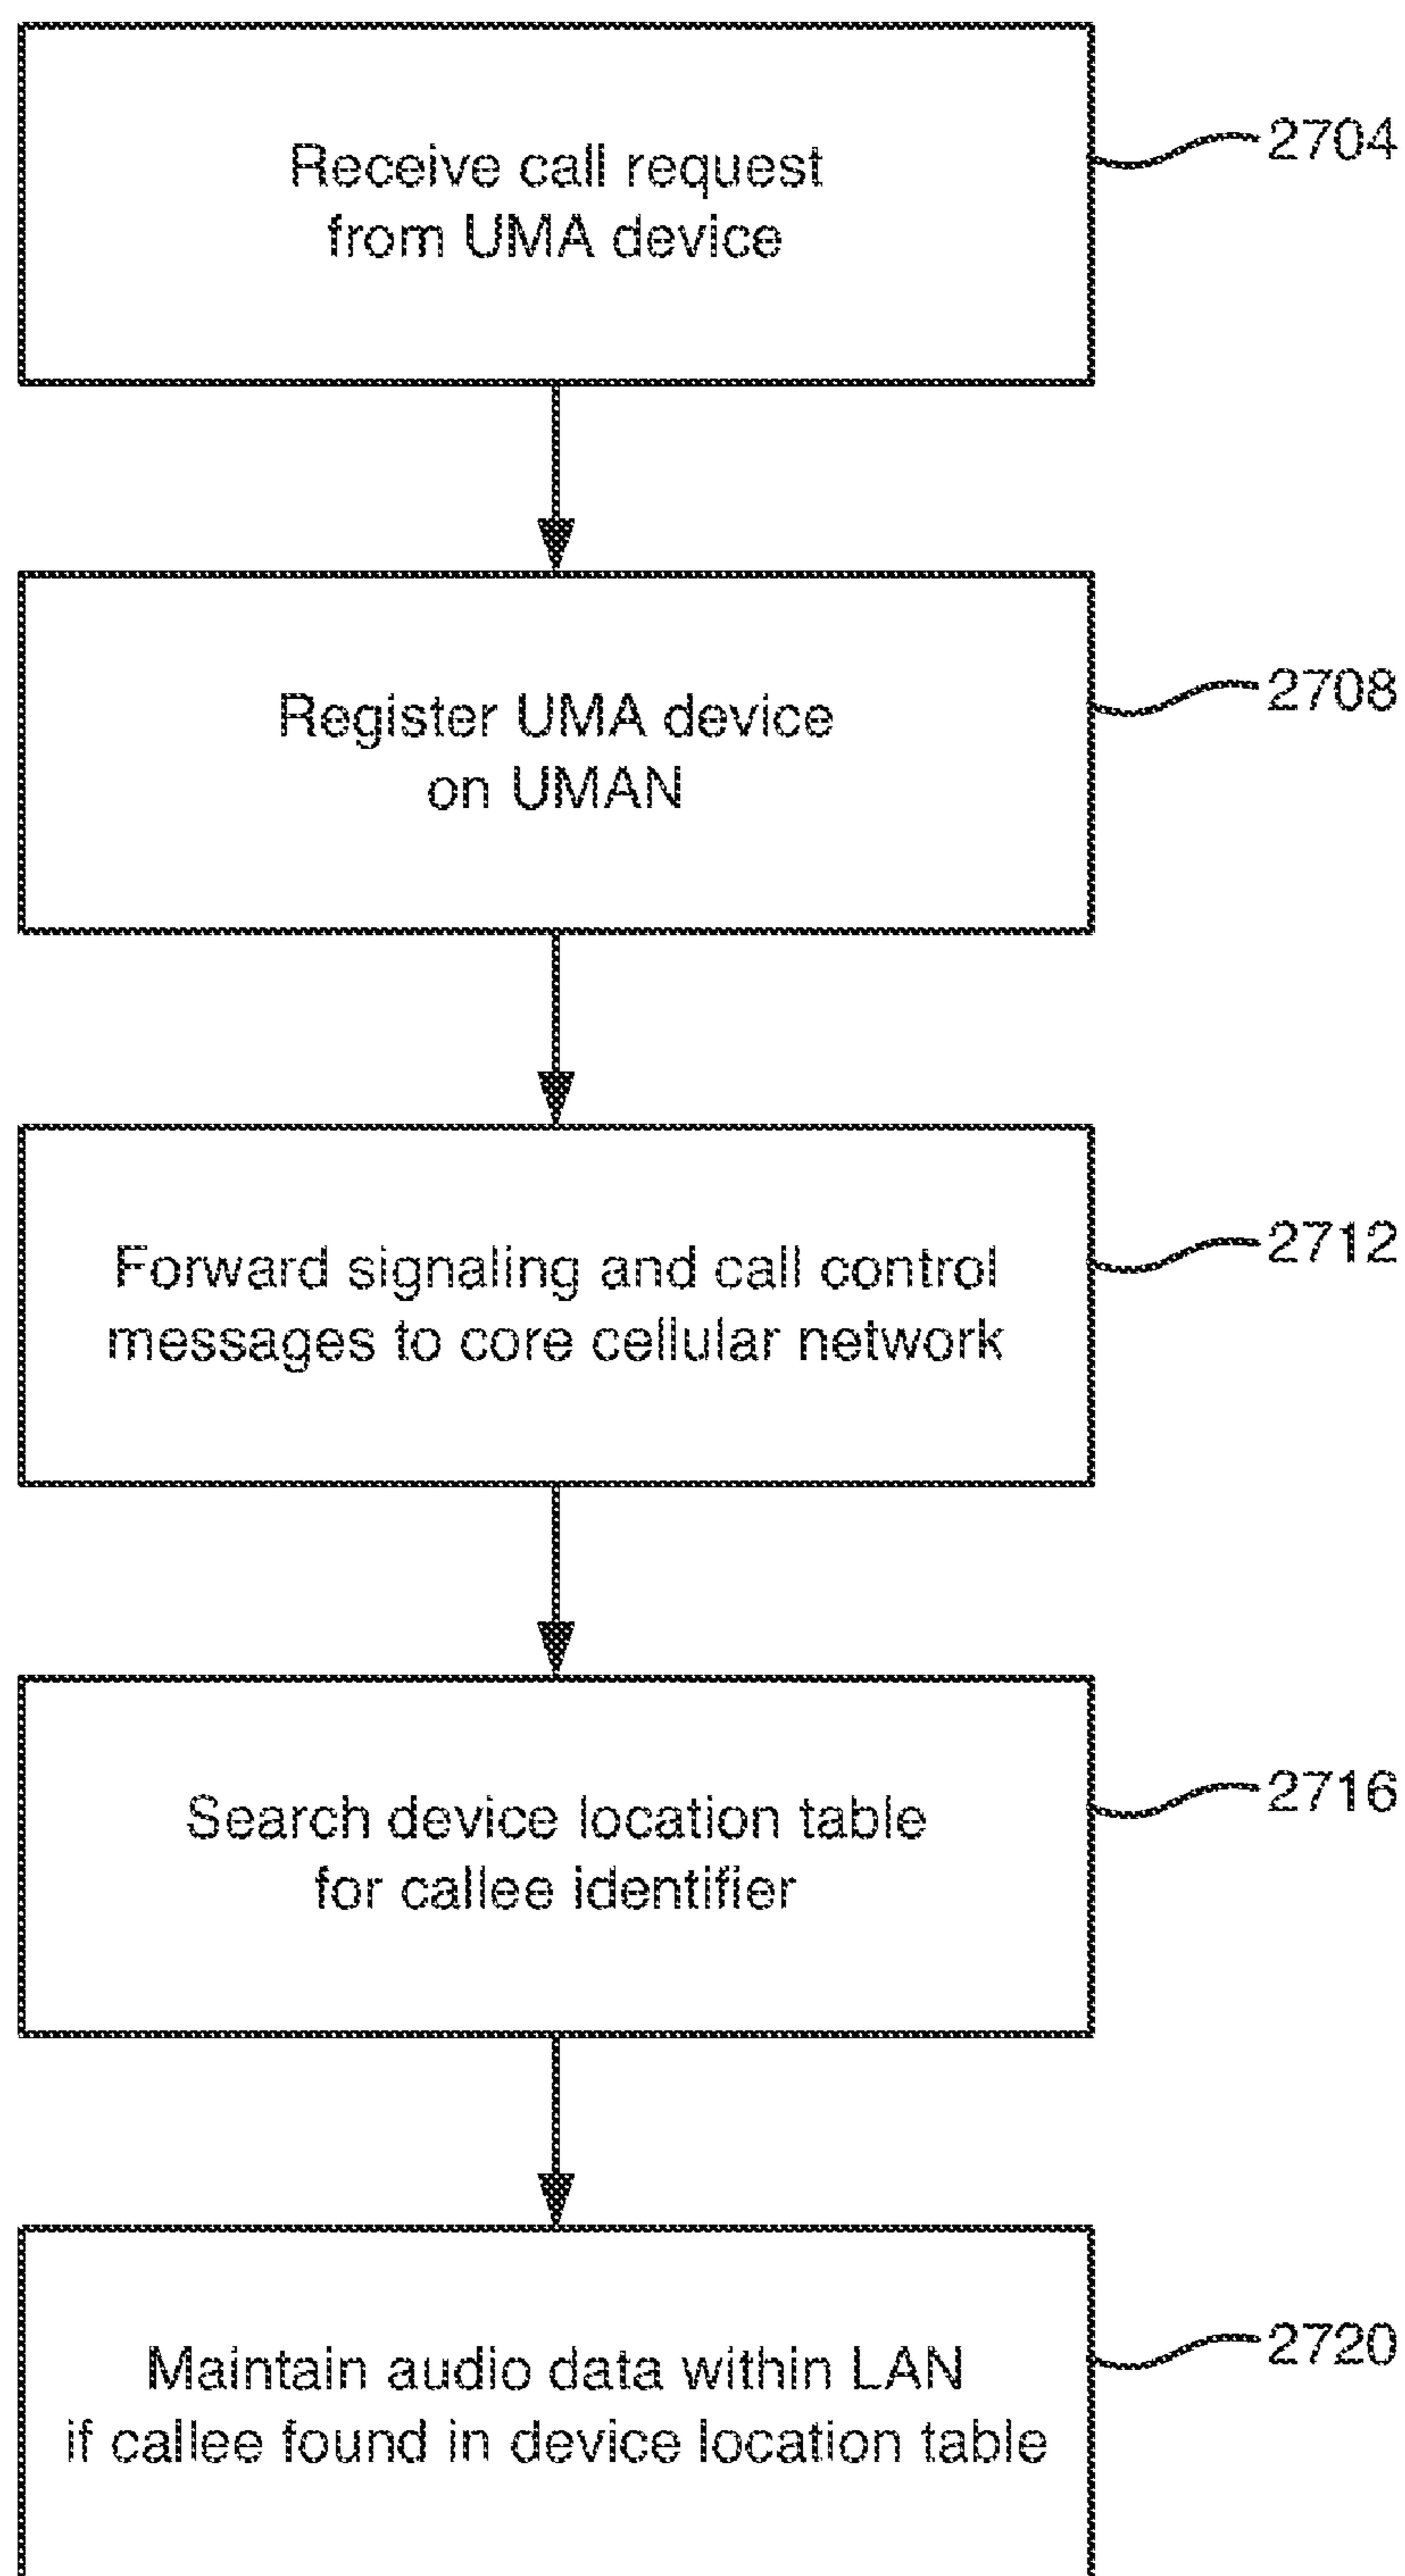 Receive call request
from UMA device
2704
Register UMA device
on UMAN
2708
Forward signaling and call control
messages to core cellular network
2712
Search device location table
for callee identifier
2716
Maintain audio data within LAN
if callee found in device location table
2720